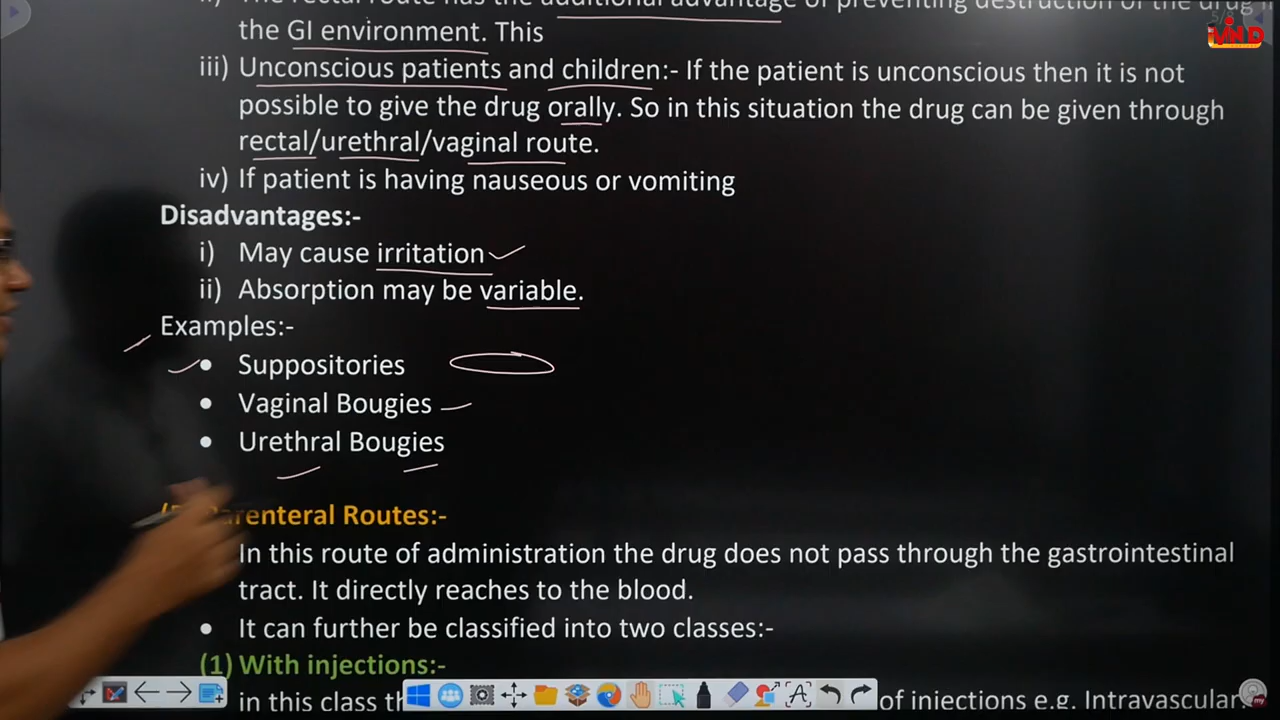 the GI environment. This
iii) Unconscious patients and children:- If the patient is unconscious then it is not
possible to give the drug orally. So in this situation the drug can be given through
rectal/urethral/vaginal route.
iv) If patient is having nauseous or vomiting
Disadvantages:-
i) May cause irritation
ii) Absorption may be variable.
Examples:-
• Suppositories
• Vaginal Bougies
• Urethral Bougies
Parenteral Routes:-
In this route of administration the drug does not pass through the gastrointestinal
tract. It directly reaches to the blood.
• It can further be classified into two classes:-
(1) With injections:-
in this class of injections e.g. Intravascular